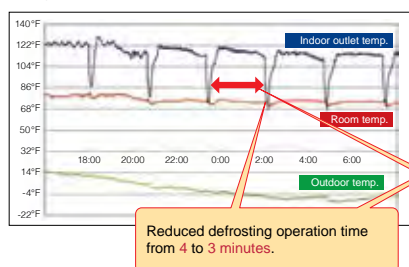 140°F
122°F
104°F
86°F
68°F
50°F
32°F
14°F
-4°F
-22°F
Indoor outlet temp.
Room temp.
18:00 20:00 22:00 0:00 2:00 4:00 6:00
Outdoor temp.
Reduced defrosting operation time
from 4 to 3 minutes.